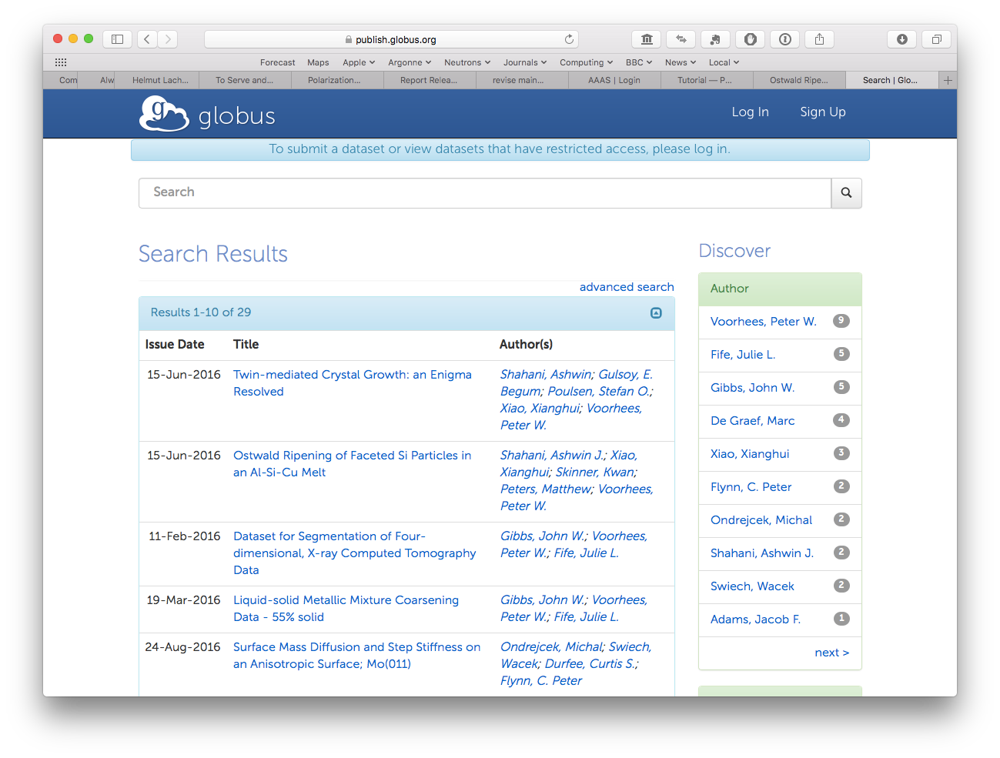 publish.globus.org
Forecast Maps Apple Argonne Neutrons Journals Computing BBC News Local
Com Alw Helmut Lach... To Serve and... Polarization... Report Relea... revise main... AAAS | Login Tutorial — P... Ostwald Ripe... Search | Glo...
g globus
Log In Sign Up
To submit a dataset or view datasets that have restricted access, please log in.
Search
Search Results
advanced search
Results 1-10 of 29
Issue Date Title Author(s)
15-Jun-2016 Twin-mediated Crystal Growth: an Enigma Shahani, Ashwin; Gulsoy, E.
Resolved Begum; Poulsen, Stefan O.;
Xiao, Xianghui; Voorhees,
Peter W.
15-Jun-2016 Ostwald Ripening of Faceted Si Particles in Shahani, Ashwin J.; Xiao,
an Al-Si-Cu Melt Xianghui; Skinner, Kwan;
Peters, Matthew; Voorhees,
Peter W.
11-Feb-2016 Dataset for Segmentation of Four- Gibbs, John W.; Voorhees,
dimensional, X-ray Computed Tomography Peter W.; Fife, Julie L.
Data
19-Mar-2016 Liquid-solid Metallic Mixture Coarsening Gibbs, John W.; Voorhees,
Data - 55% solid Peter W.; Fife, Julie L.
24-Aug-2016 Surface Mass Diffusion and Step Stiffness on Ondrejcek, Michal; Swiech,
an Anisotropic Surface; Mo(011) Wacek; Durfee, Curtis S.;
Flynn, C. Peter
Discover
Author
Voorhees, Peter W. 9
Fife, Julie L. 5
Gibbs, John W. 5
De Graef, Marc 4
Xiao, Xianghui 3
Flynn, C. Peter 2
Ondrejcek, Michal 2
Shahani, Ashwin J. 2
Swiech, Wacek 2
Adams, Jacob F. 1
next >